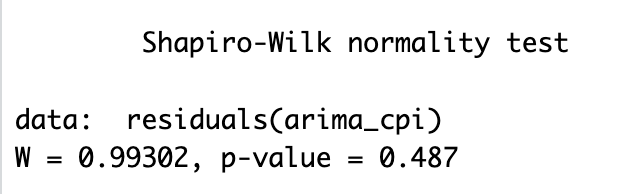 Shapiro-Wilk normality test
data:  residuals(arima_cpi)
W = 0.99302, p-value = 0.487